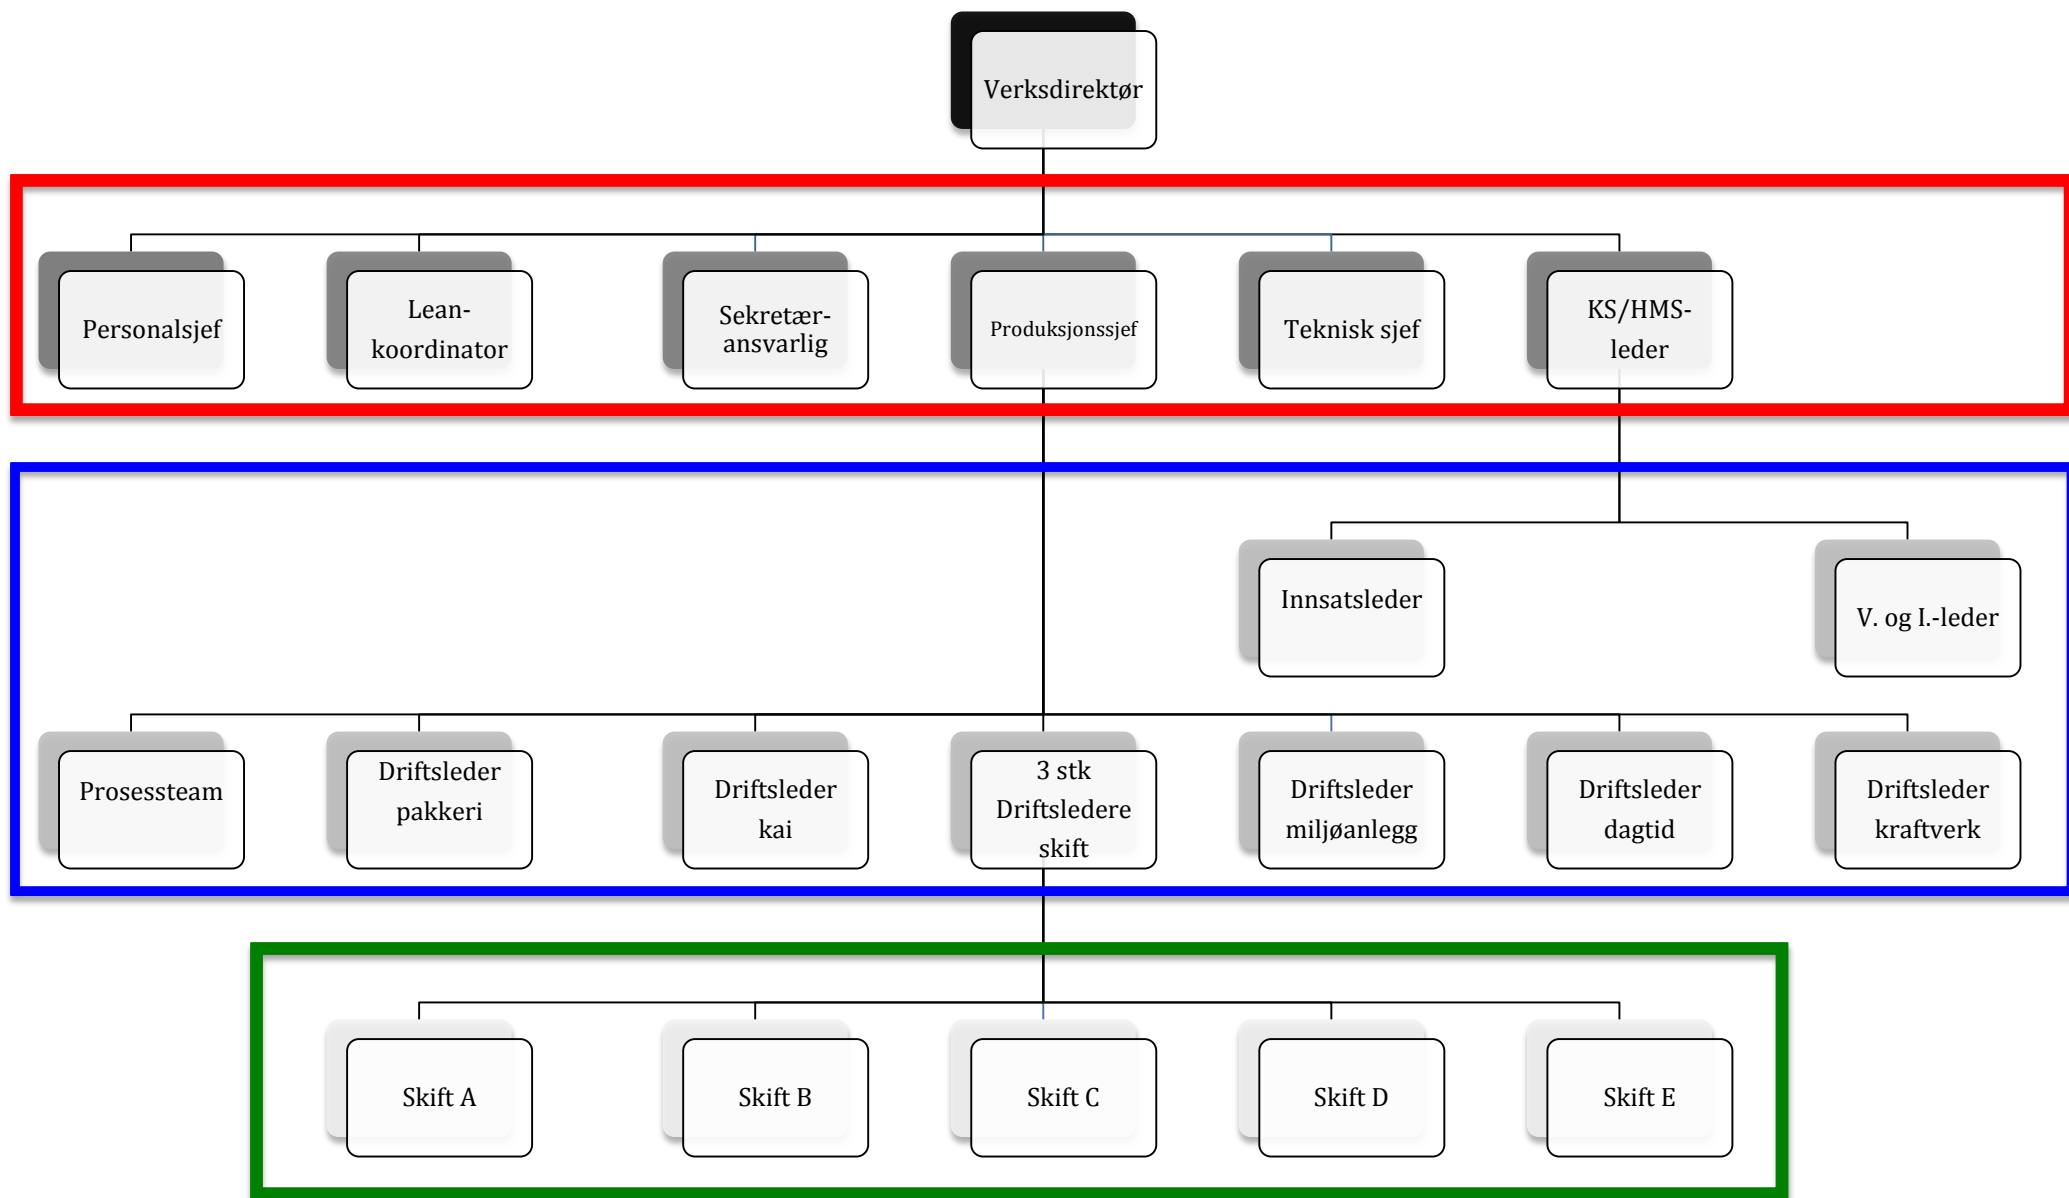 Verksdirektør
Personalsjef
Lean-
koordinator
Sekretær-
ansvarlig
Produksjonssjef
Teknisk sjef
KS/HMS-
leder
Innsatsleder
V. og I.-leder
Prosessteam
Driftsleder
pakkeri
Driftsleder
kai
3 stk
Driftsledere
skift
Driftsleder
miljøanlegg
Driftsleder
dagtid
Driftsleder
kraftverk
Skift A
Skift B
Skift C
Skift D
Skift E